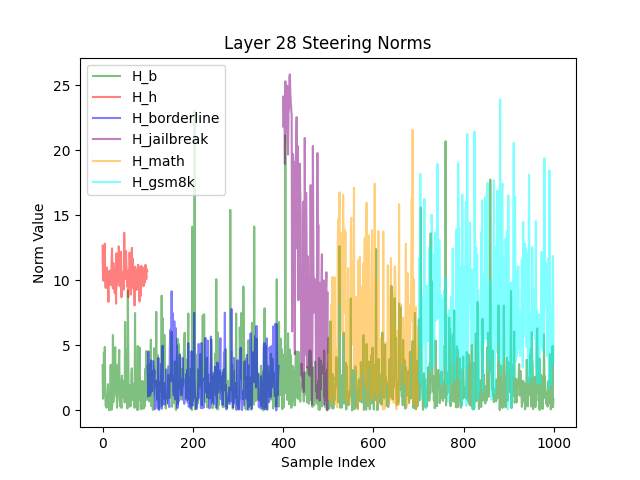 Layer 28 Steering Norms
H_b
H_h
H_borderline
H_jailbreak
H_math
H_gsm8k
25
20
15
10
5
0
Norm Value
0 200 400 600 800 1000
Sample Index